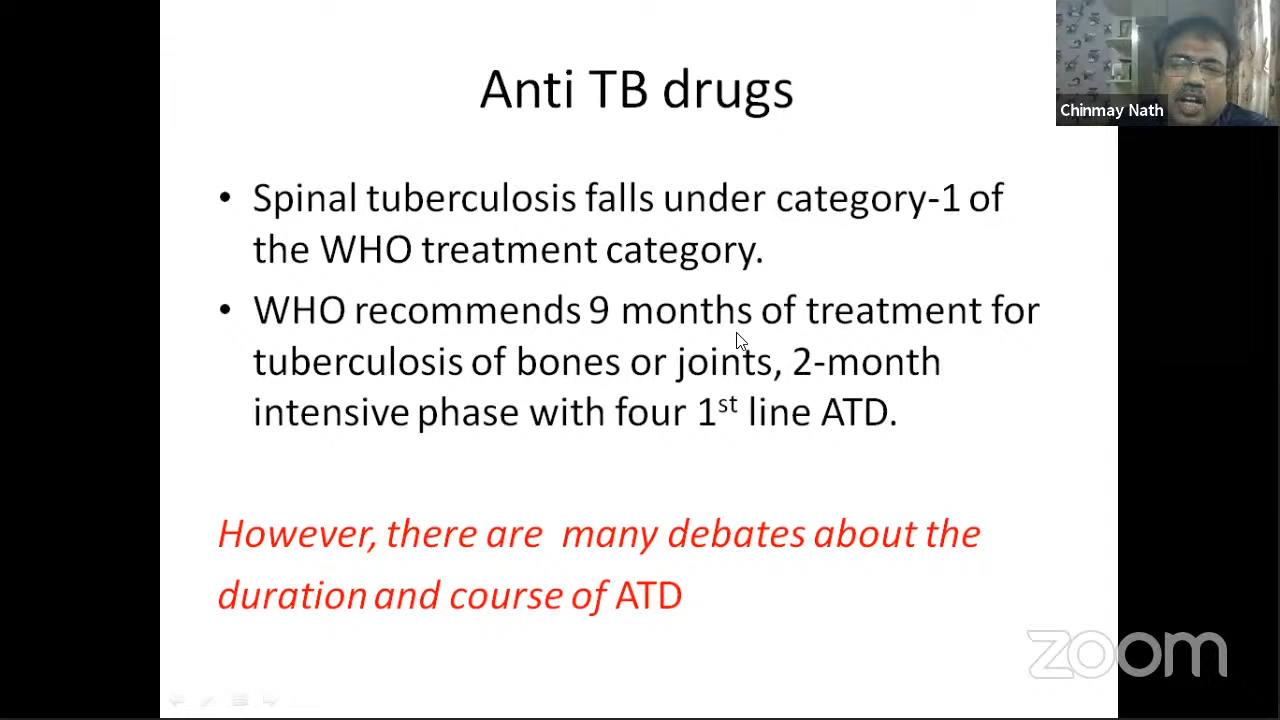 Anti TB drugs
Chinmay Nath
• Spinal tuberculosis falls under category-1 of
the WHO treatment category.
• WHO recommends 9 months of treatment for
tuberculosis of bones or joints, 2-month
intensive phase with four 1st line ATD.
However, there are many debates about the
duration and course of ATD
zoom